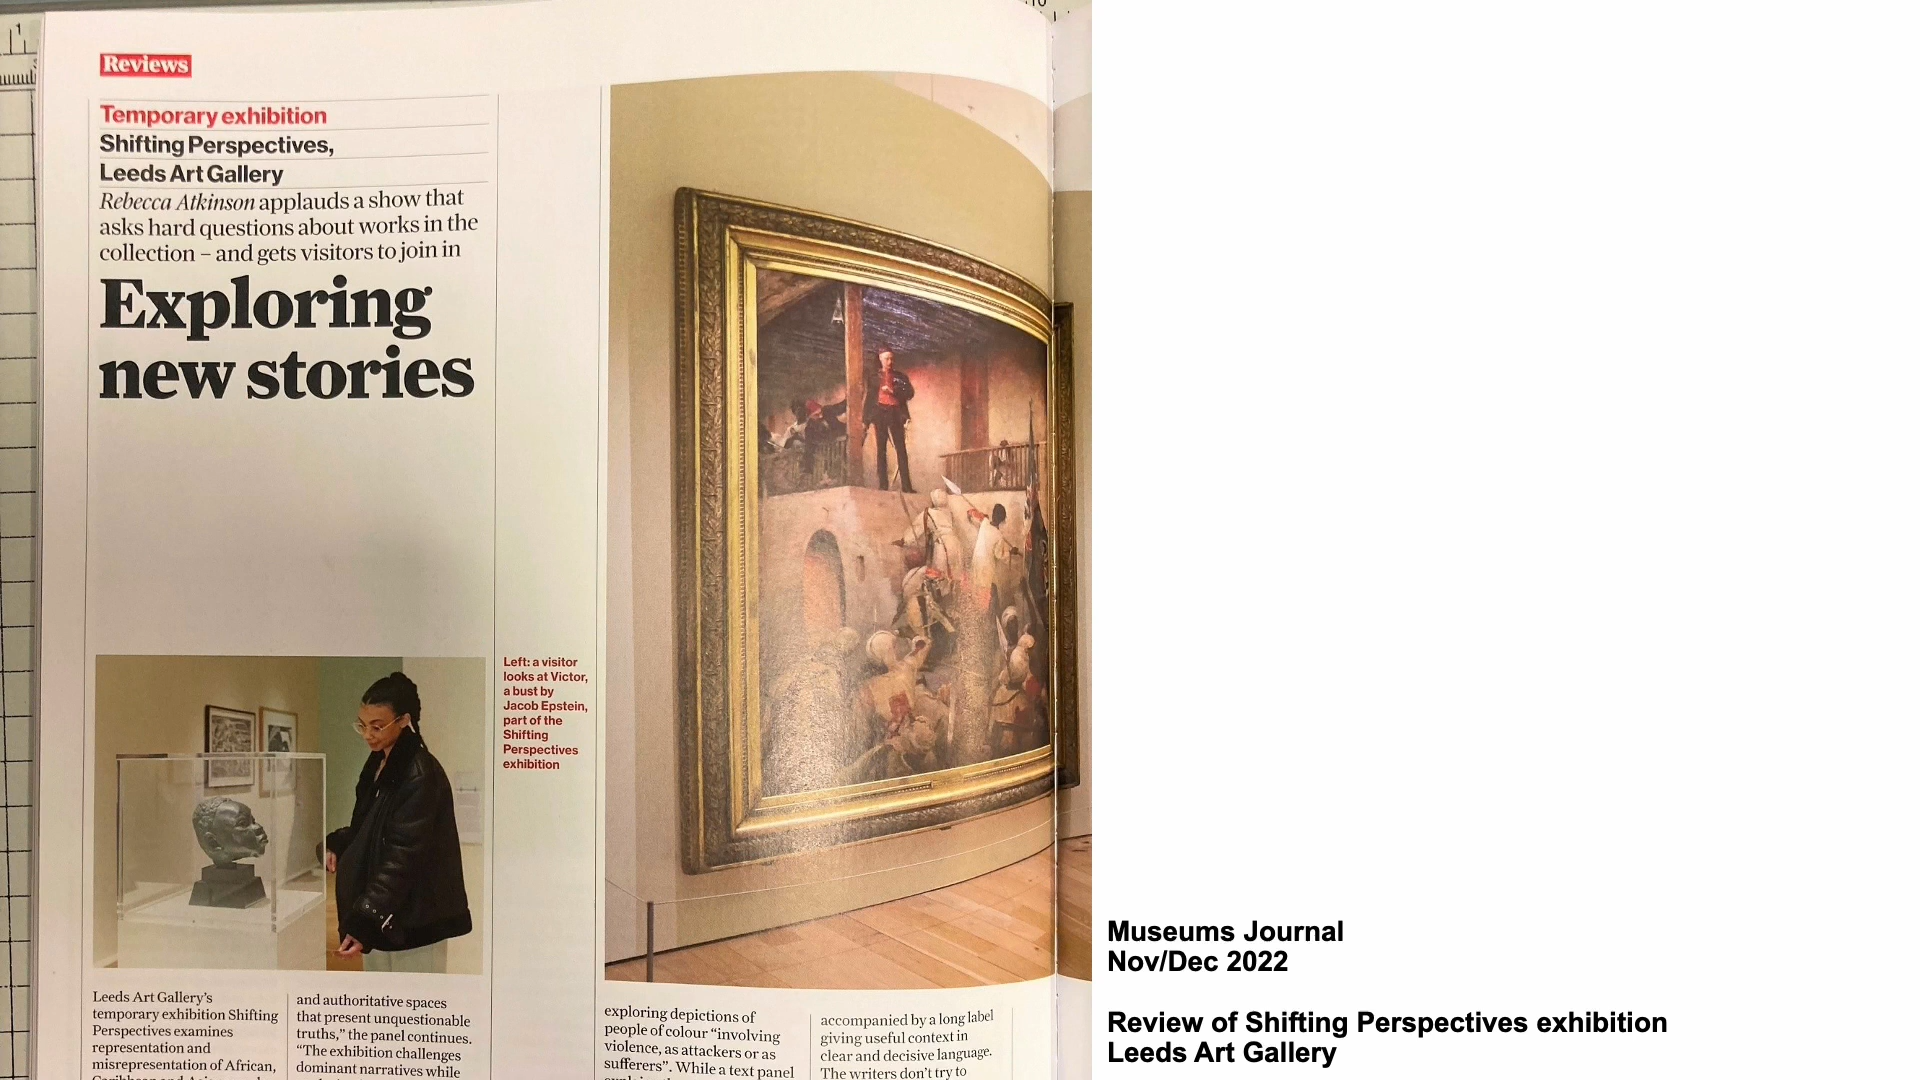 Reviews
Temporary exhibition
Shifting Perspectives,
Leeds Art Gallery
Rebecca Atkinson applauds a show that
asks hard questions about works in the
collection – and gets visitors to join in
Exploring
new stories
Left: a visitor
looks at Victor,
a bust by
Jacob Epstein,
part of the
Shifting
Perspectives
exhibition
Leeds Art Gallery’s
temporary exhibition Shifting
Perspectives examines
representation and
misrepresentation of African,
and authoritative spaces
that present unquestionable
truths,” the panel continues.
“The exhibition challenges
dominant narratives while
exploring depictions of
people of colour “involving
violence, as attackers or as
sufferers”. While a text panel
accompanied by a long label
giving useful context in
clear and decisive language.
The writers don’t try to
Museums Journal
Nov/Dec 2022
Review of Shifting Perspectives exhibition
Leeds Art Gallery